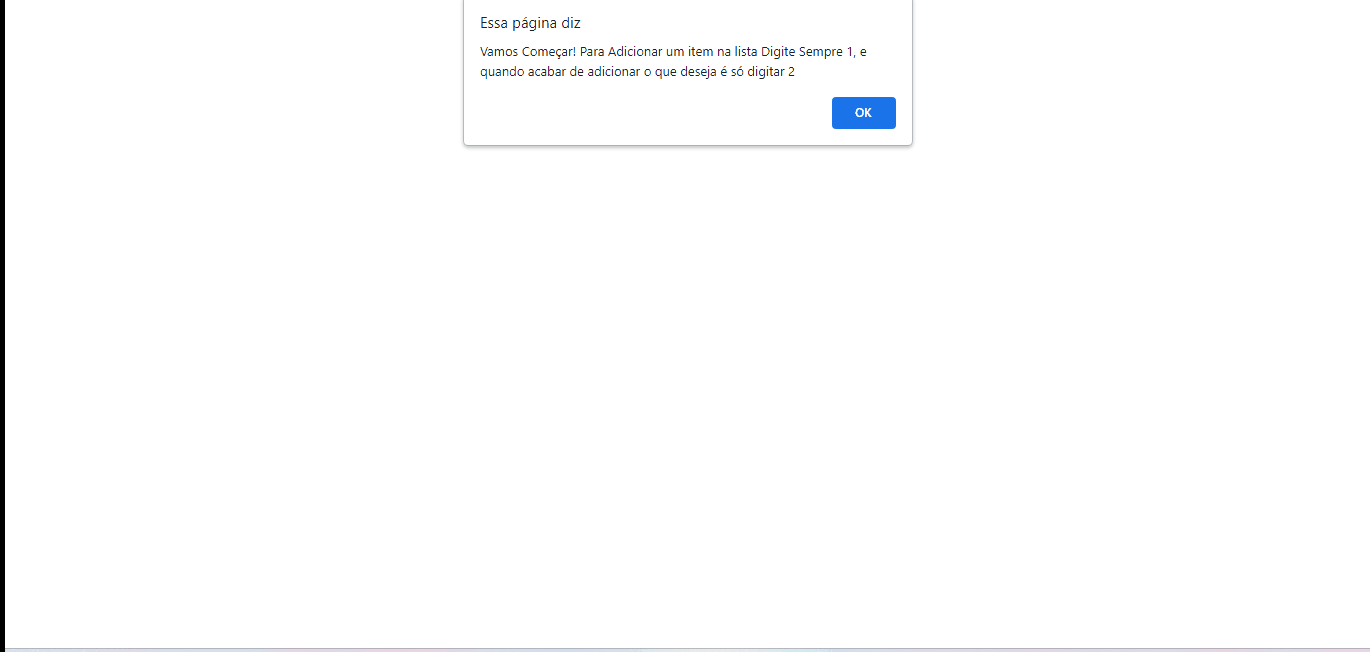 Essa página diz
Vamos Começar! Para Adicionar um item na lista Digite Sempre 1, e
quando acabar de adicionar o que deseja é só digitar 2
OK